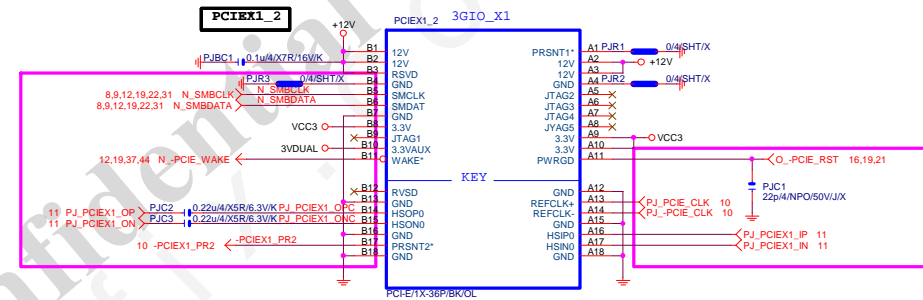 PCIEX1_2
PCIEX1_2
3GIO_X1
+12V
PJBC1 0.1u/4/X7R/16V/K
PJR3 0/4/SHT/X
8,9,12,19,22,31 N_SMBCLK N_SMBCLK
8,9,12,19,22,31 N_SMBDATA N_SMBDATA
VCC3
3VDUAL
12,19,37,44 N_-PCIE_WAKE
11 PJ_PCIEX1_OP PJC2 0.22u/4/X5R/6.3V/K PJ_PCIEX1_OPC
11 PJ_PCIEX1_ON PJC3 0.22u/4/X5R/6.3V/K PJ_PCIEX1_ONC
10 -PCIEX1_PR2 -PCIEX1_PR2
B1 12V
B2 12V
B3 RSVD
B4 GND
B5 SMCLK
B6 SMDAT
B7 GND
B8 3.3V
B9 JTAG1
B10 3.3VAUX
B11 WAKE*
KEY
B12 RVSD
B13 GND
B14 HSOP0
B15 HSON0
B16 GND
B17 PRSNT2*
B18 GND
PRSNT1* A1 PJR1 0/4/SHT/X
12V A2 +12V
12V A3
GND A4 PJR2 0/4/SHT/X
JTAG2 A5
JTAG3 A6
JTAG4 A7
JYAG5 A8
3.3V A9 VCC3
3.3V A10
PWRGD A11 O_-PCIE_RST 16,19,21
GND A12
REFCLK+ A13 PJ_PCIE_CLK 10
REFCLK- A14 PJ_-PCIE_CLK 10
GND A15
HSIP0 A16 PJ_PCIEX1_IP 11
HSIN0 A17 PJ_PCIEX1_IN 11
GND A18
PJC1
22p/4/NPO/50V/J/X
PCI-E/1X-36P/BK/OL